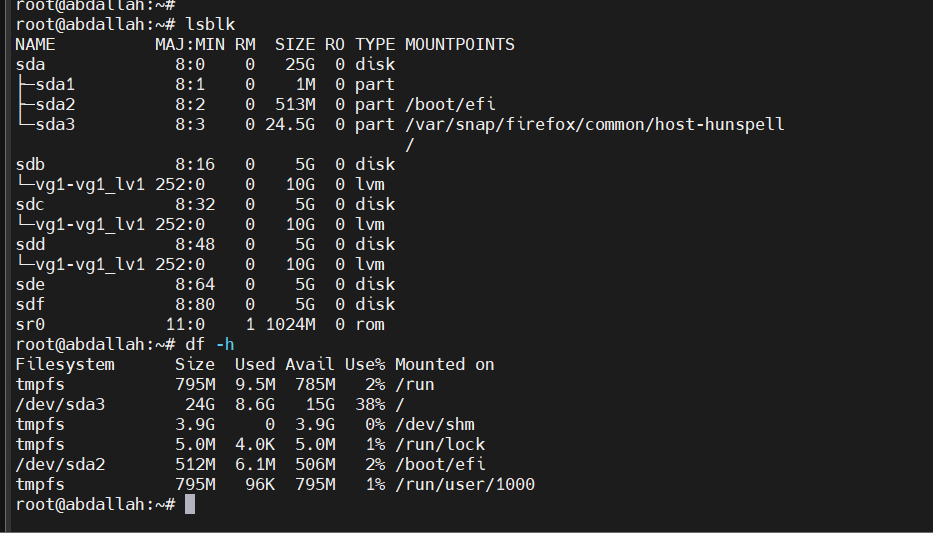 root@abdallah:~#
root@abdallah:~# lsblk
NAME          MAJ:MIN RM   SIZE RO TYPE MOUNTPOINTS
sda             8:0    0    25G  0 disk
├─sda1          8:1    0     1M  0 part
├─sda2          8:2    0   513M  0 part /boot/efi
└─sda3          8:3    0  24.5G  0 part /var/snap/firefox/common/host-hunspell
                                       /
sdb             8:16   0     5G  0 disk
└─vg1-vg1_lv1 252:0    0    10G  0 lvm
sdc             8:32   0     5G  0 disk
└─vg1-vg1_lv1 252:0    0    10G  0 lvm
sdd             8:48   0     5G  0 disk
└─vg1-vg1_lv1 252:0    0    10G  0 lvm
sde             8:64   0     5G  0 disk
sdf             8:80   0     5G  0 disk
sr0            11:0    1  1024M  0 rom
root@abdallah:~# df -h
Filesystem      Size  Used Avail Use% Mounted on
tmpfs           795M  9.5M  785M   2% /run
/dev/sda3        24G  8.6G   15G  38% /
tmpfs           3.9G     0  3.9G   0% /dev/shm
tmpfs           5.0M  4.0K  5.0M   1% /run/lock
/dev/sda2       512M  6.1M  506M   2% /boot/efi
tmpfs           795M   96K  795M   1% /run/user/1000
root@abdallah:~#